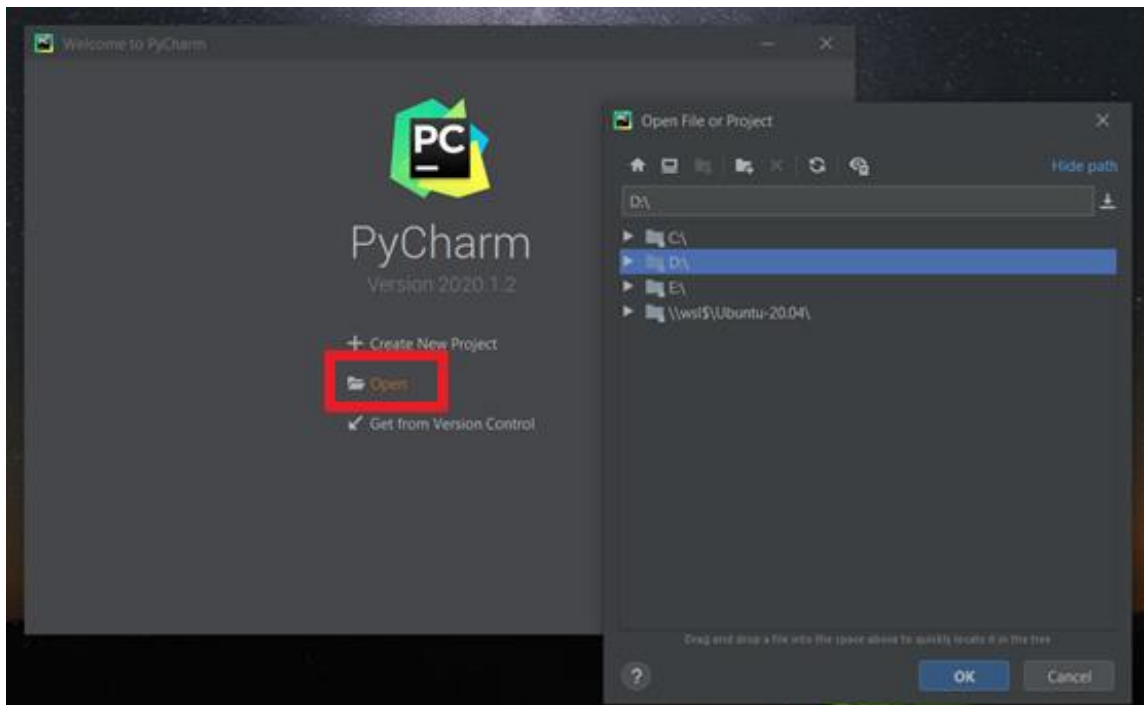 Welcome to PyCharm
PC
PyCharm
Version 2020.1.2
Create New Project
Open
Get from Version Control
Open File or Project
Hide path
D:\
C:\
D:\
E:\
\\wsl$\Ubuntu-20.04\
Drag and drop a file into the space above to quickly locate it in the tree
?
OK
Cancel